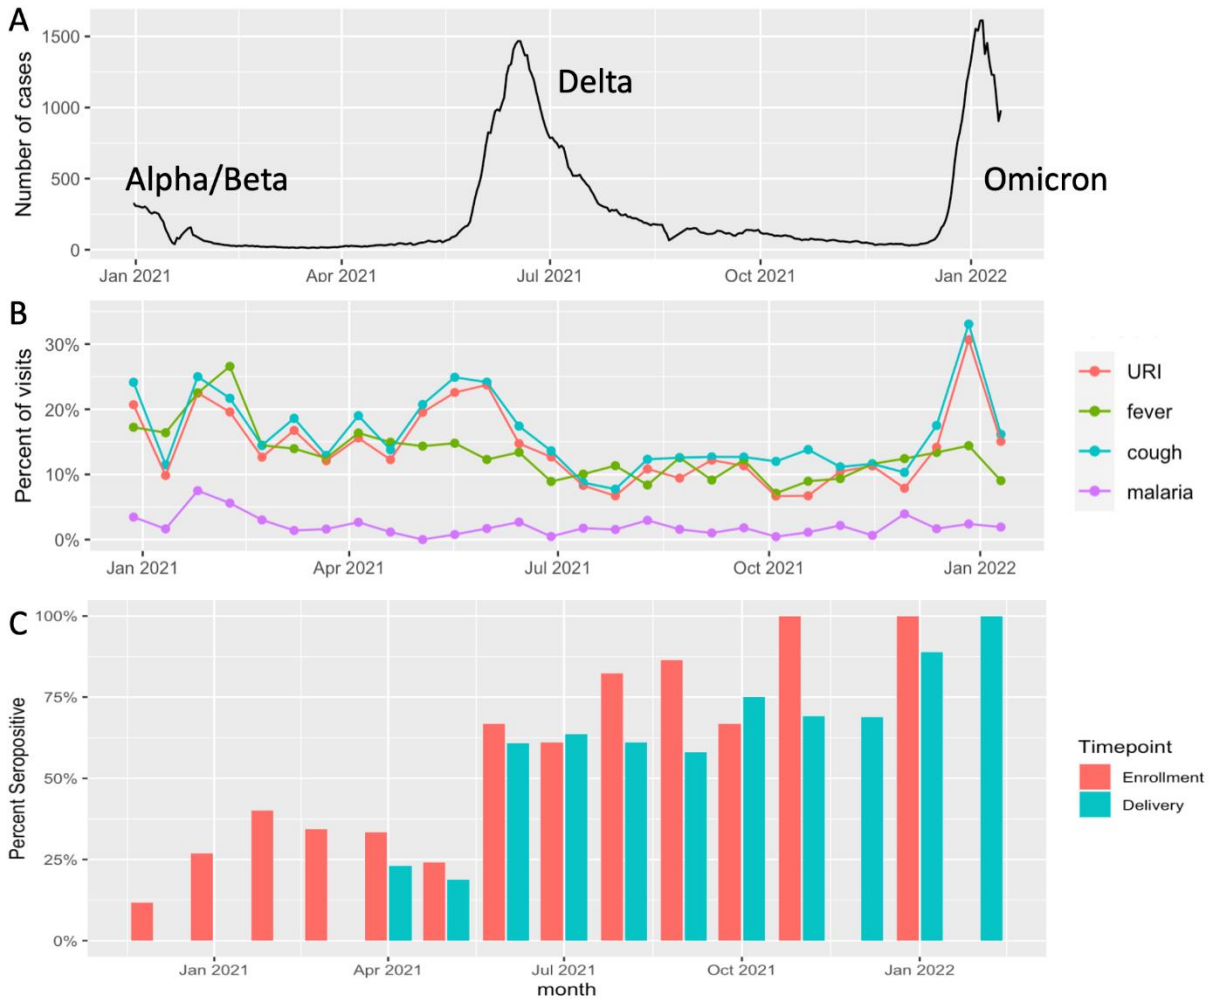 A
Number of cases
1500
1000
500
0
Alpha/Beta
Delta
Omicron
Jan 2021
Apr 2021
Jul 2021
Oct 2021
Jan 2022
B
Percent of visits
30%
20%
10%
0%
Jan 2021
Apr 2021
Jul 2021
Oct 2021
Jan 2022
URI
fever
cough
malaria
C
Percent Seropositive
100%
75%
50%
25%
0%
Jan 2021
Apr 2021
Jul 2021
Oct 2021
Jan 2022
month
Timepoint
Enrollment
Delivery